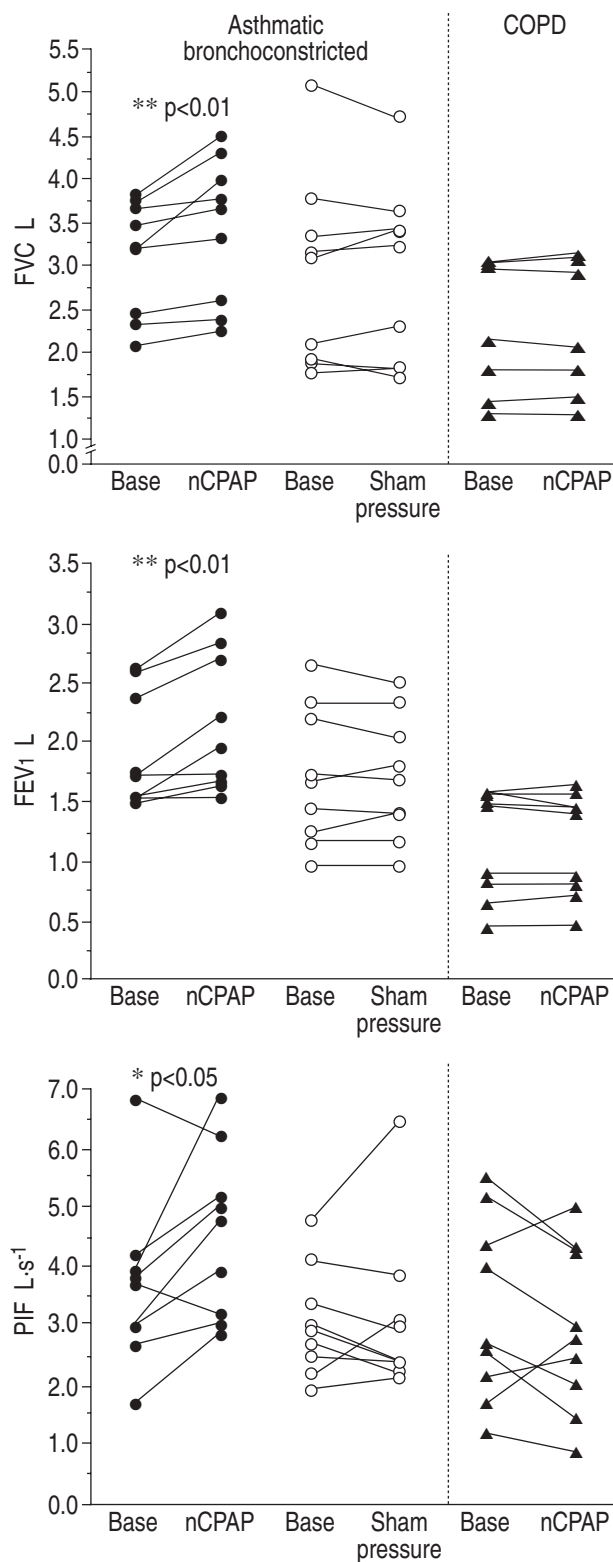 Asthmatic
bronchoconstricted
COPD
5.5
5.0
4.5
4.0
3.5
3.0
2.5
2.0
1.5
1.0
0.0
FVC L
** p<0.01
Base nCPAP Base Sham pressure Base nCPAP
3.5
3.0
2.5
2.0
1.5
1.0
0.5
0.0
FEV1 L
** p<0.01
Base nCPAP Base Sham pressure Base nCPAP
7.0
6.0
5.0
4.0
3.0
2.0
1.0
0.0
PIF L·s-1
* p<0.05
Base nCPAP Base Sham pressure Base nCPAP